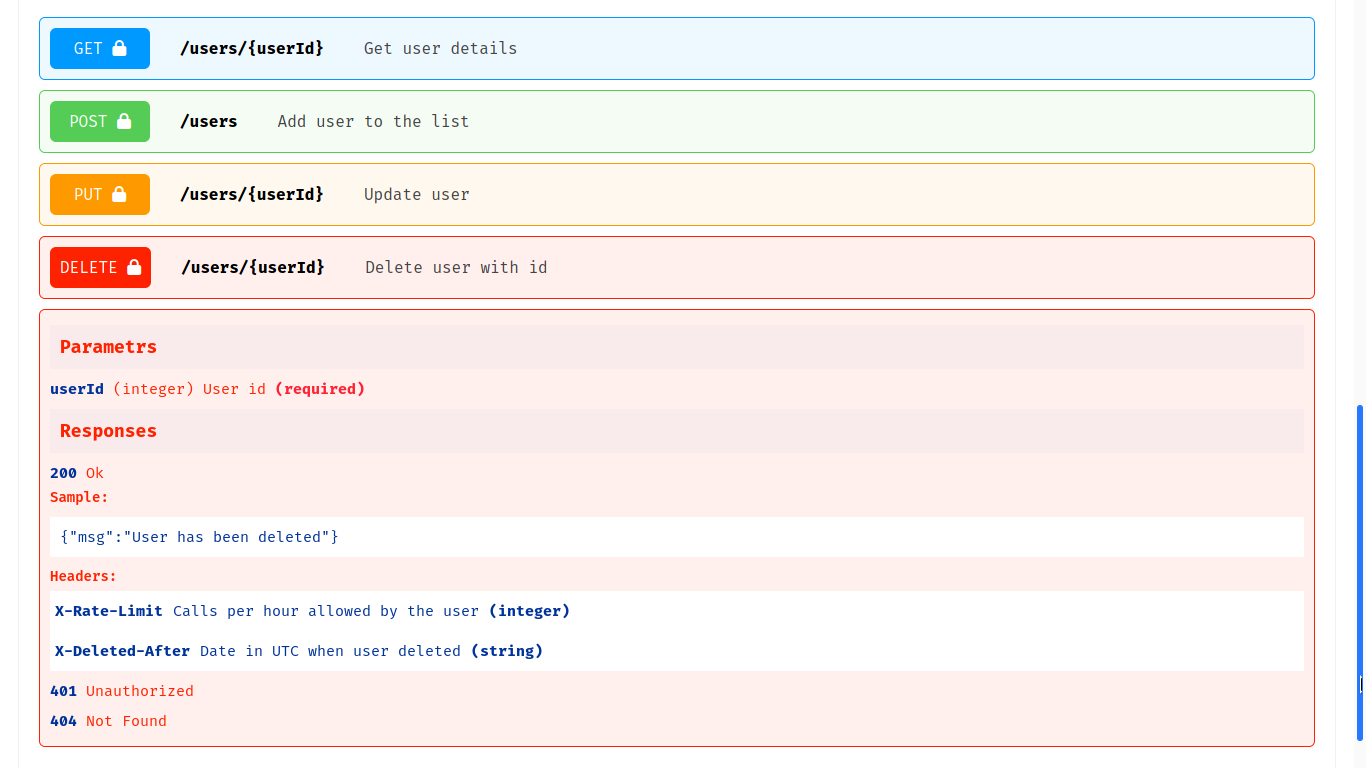 GET /users/{userId} Get user details
POST /users Add user to the list
PUT /users/{userId} Update user
DELETE /users/{userId} Delete user with id
Parametrs
userId (integer) User id (required)
Responses
200 Ok
Sample:
{"msg":"User has been deleted"}
Headers:
X-Rate-Limit Calls per hour allowed by the user (integer)
X-Deleted-After Date in UTC when user deleted (string)
401 Unauthorized
404 Not Found